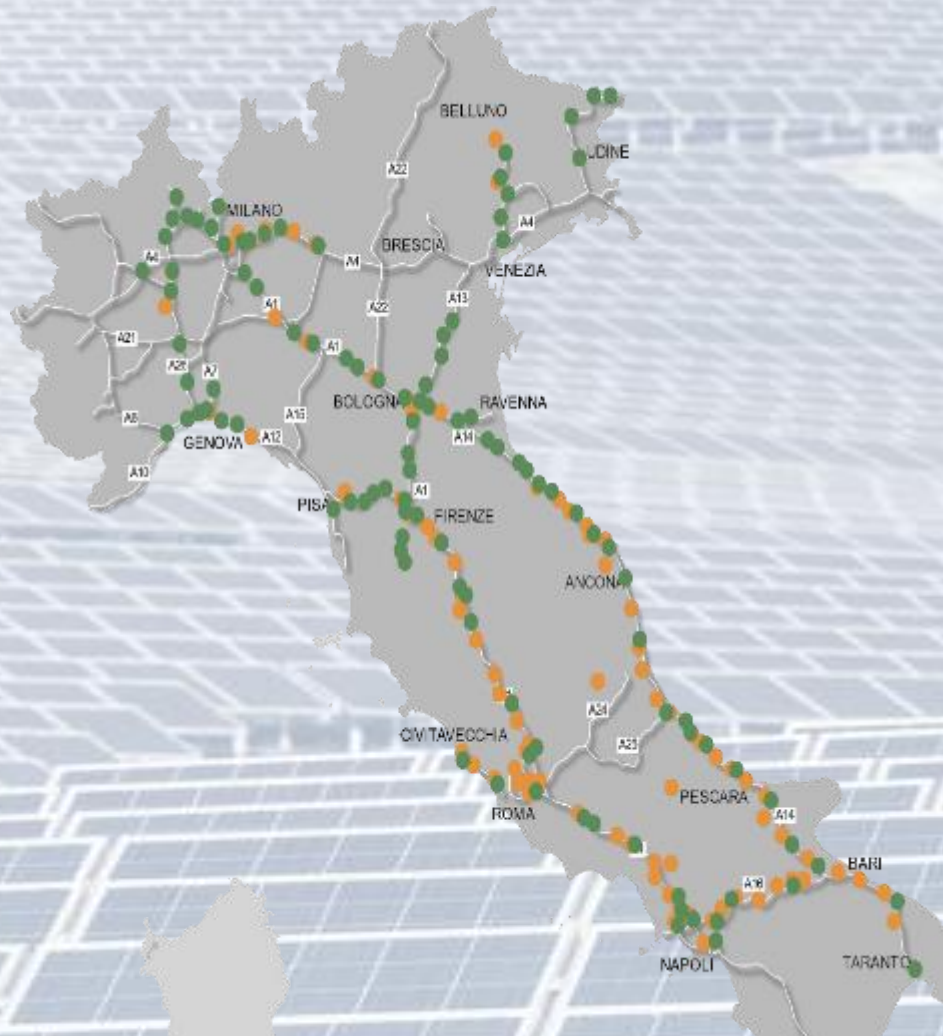 BELLUNO
UDINE
A22
MILANO
A4
BRESCIA
A4
A4
VENEZIA
A22
A13
A1
A21
A1
A26
A7
BOLOGNA
RAVENNA
A15
A6
A14
GENOVA
A12
A10
A1
PISA
FIRENZE
ANCONA
A24
CIVITAVECCHIA
A25
PESCARA
ROMA
A14
BARI
A16
NAPOLI
TARANTO